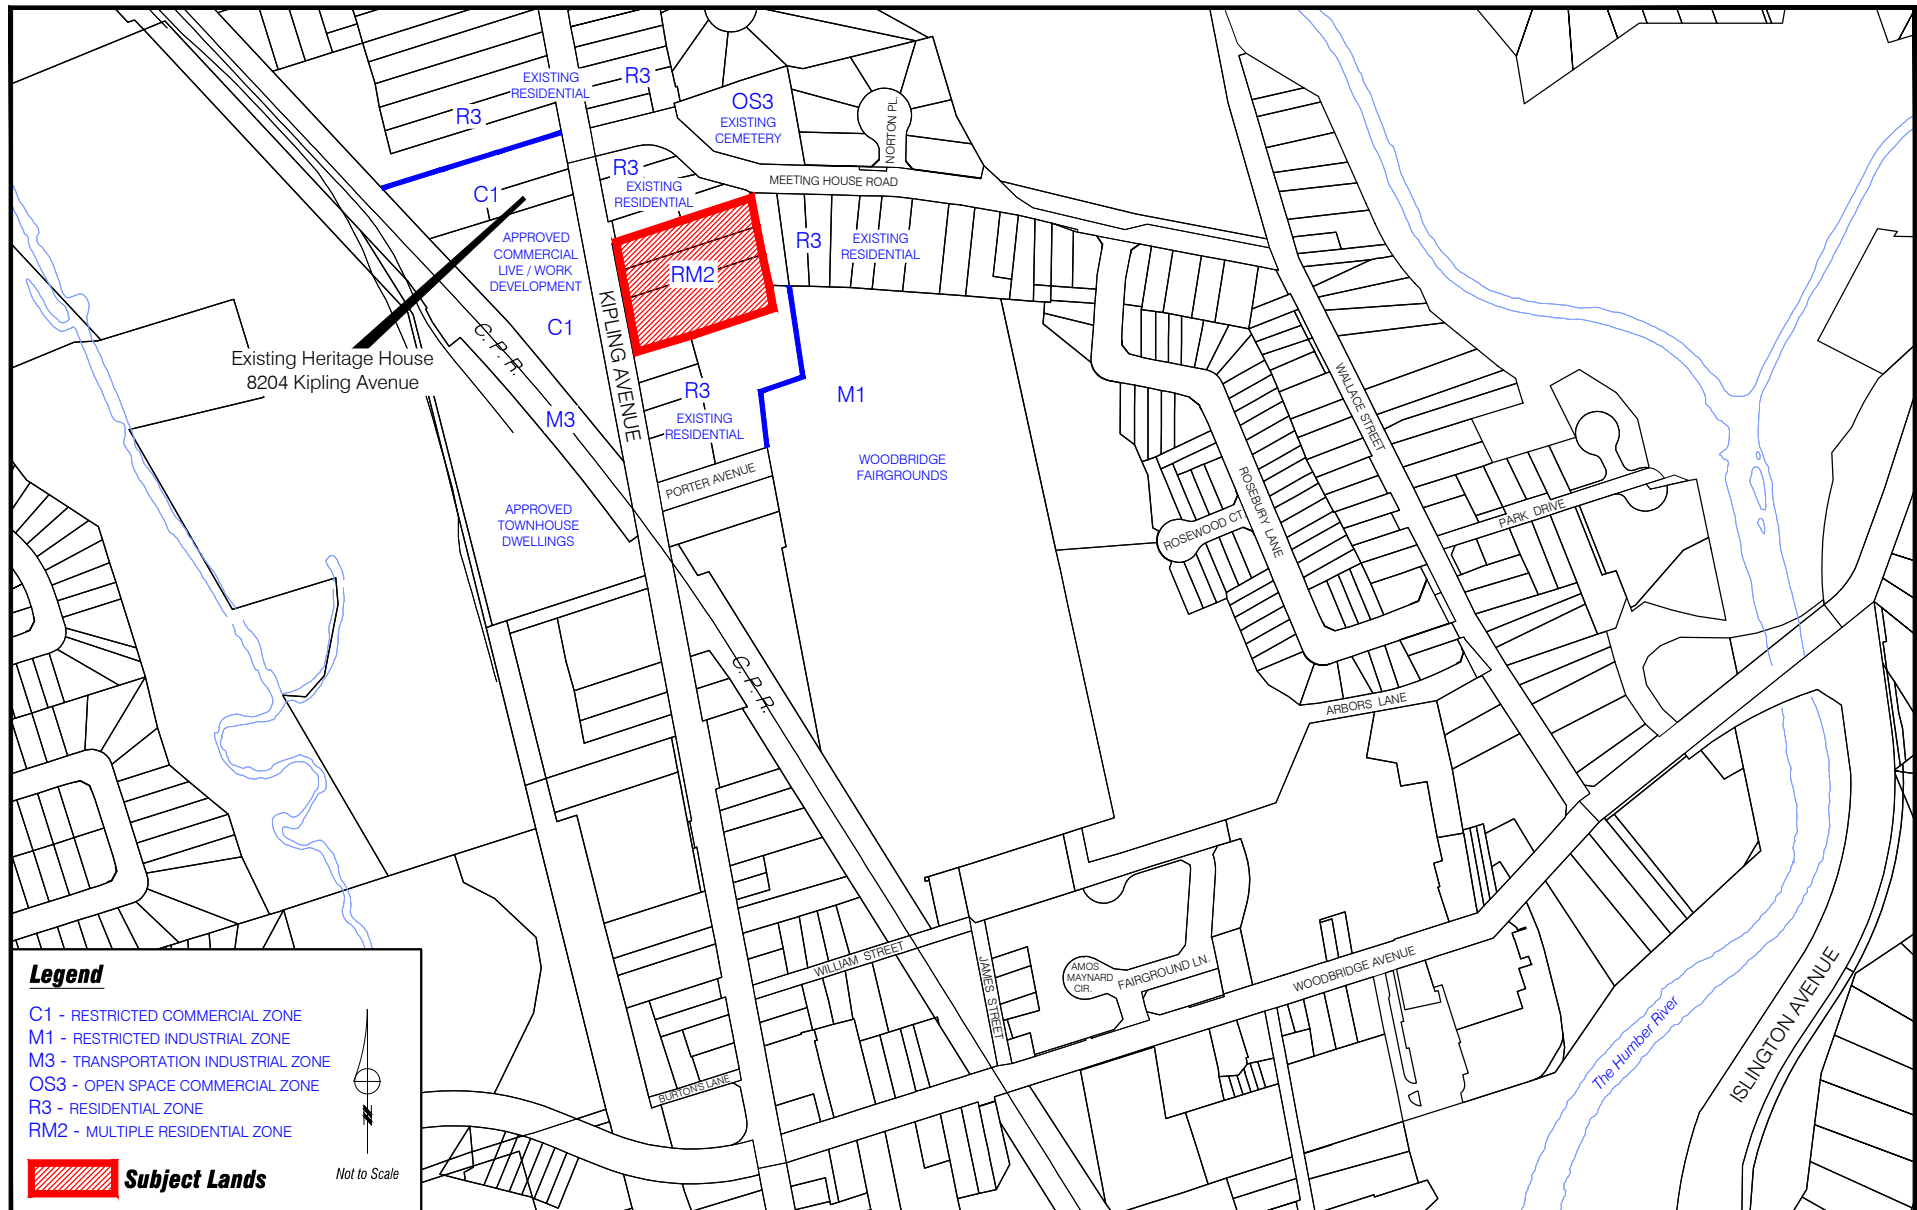 EXISTING
RESIDENTIAL
R3
R3
OS3
EXISTING
CEMETERY
NORTON PL.
MEETING HOUSE ROAD
R3
EXISTING
RESIDENTIAL
C1
APPROVED
COMMERCIAL
LIVE / WORK
DEVELOPMENT
C1
RM2
R3
EXISTING
RESIDENTIAL
KIPLING AVENUE
C. P. R.
Existing Heritage House
8204 Kipling Avenue
M3
R3
EXISTING
RESIDENTIAL
M1
WOODBRIDGE
FAIRGROUNDS
PORTER AVENUE
APPROVED
TOWNHOUSE
DWELLINGS
WALLACE STREET
ROSEBURY LANE
ROSEWOOD CT.
PARK DRIVE
ARBORS LANE
C. P. R.
WILLIAM STREET
JAMES STREET
AMOS
MAYNARD
CIR.
FAIRGROUND LN.
WOODBRIDGE AVENUE
BURTON'S LANE
The Humber River
ISLINGTON AVENUE
Legend
C1 - RESTRICTED COMMERCIAL ZONE
M1 - RESTRICTED INDUSTRIAL ZONE
M3 - TRANSPORTATION INDUSTRIAL ZONE
OS3 - OPEN SPACE COMMERCIAL ZONE
R3 - RESIDENTIAL ZONE
RM2 - MULTIPLE RESIDENTIAL ZONE
N
Subject Lands
Not to Scale